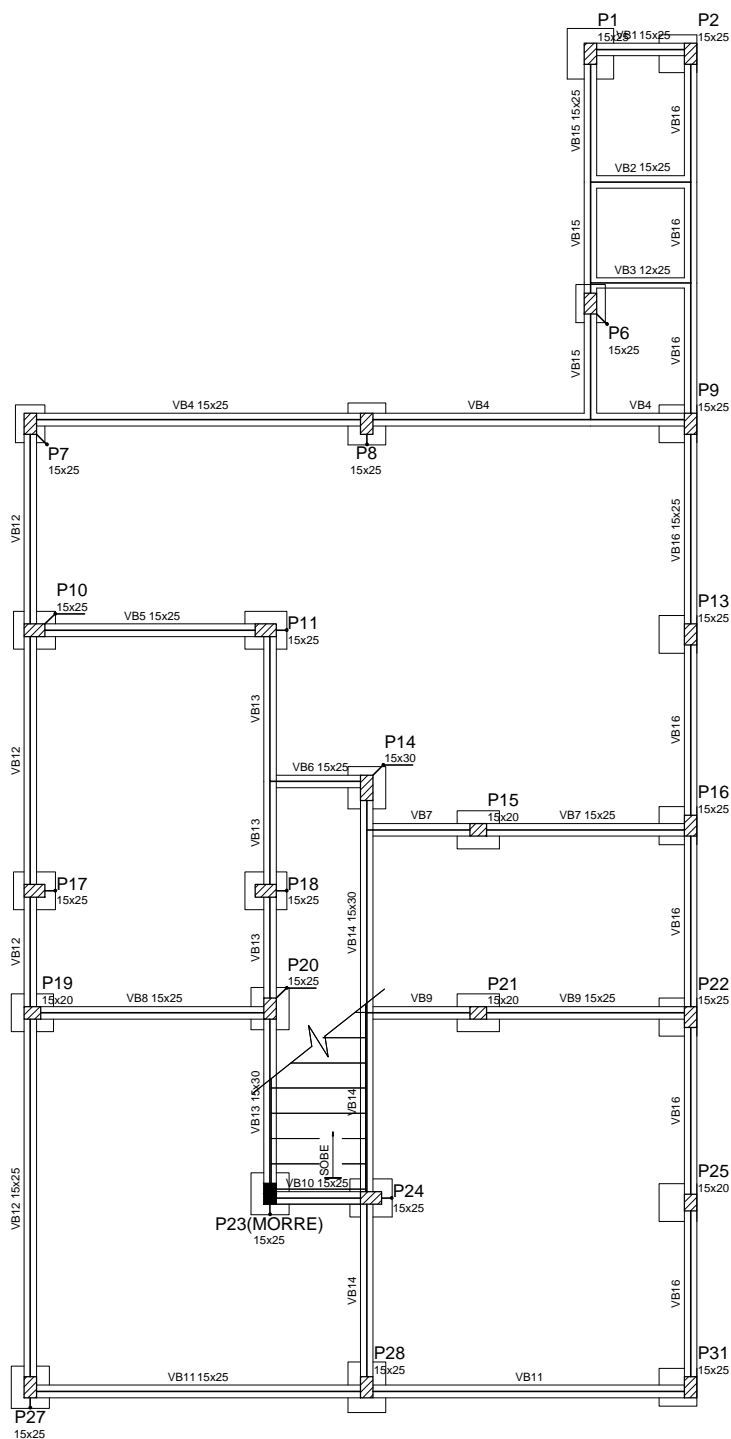 P1
15x25
VB1 15x25
P2
15x25
VB15 15x25
VB16
VB2 15x25
VB15
VB16
VB3 12x25
P6
15x25
VB15
VB16
P9
15x25
VB4 15x25
VB4
VB4
P7
15x25
P8
15x25
VB12
VB16 15x25
P10
15x25
VB5 15x25
P11
15x25
P13
15x25
VB13
VB12
VB16
P14
15x30
VB6 15x25
P15
15x20
VB7
VB7 15x25
P16
15x25
VB13
P17
15x25
P18
15x25
VB14 15x30
VB16
VB12
VB13
P19
15x20
VB8 15x25
P20
15x25
P21
15x20
VB9
VB9 15x25
P22
15x25
VB13 15x30
VB14
VB16
SOBE
VB10 15x25
P24
15x25
P25
15x20
VB12 15x25
P23(MORRE)
15x25
VB14
VB16
P28
15x25
VB11 15x25
VB11
P31
15x25
P27
15x25